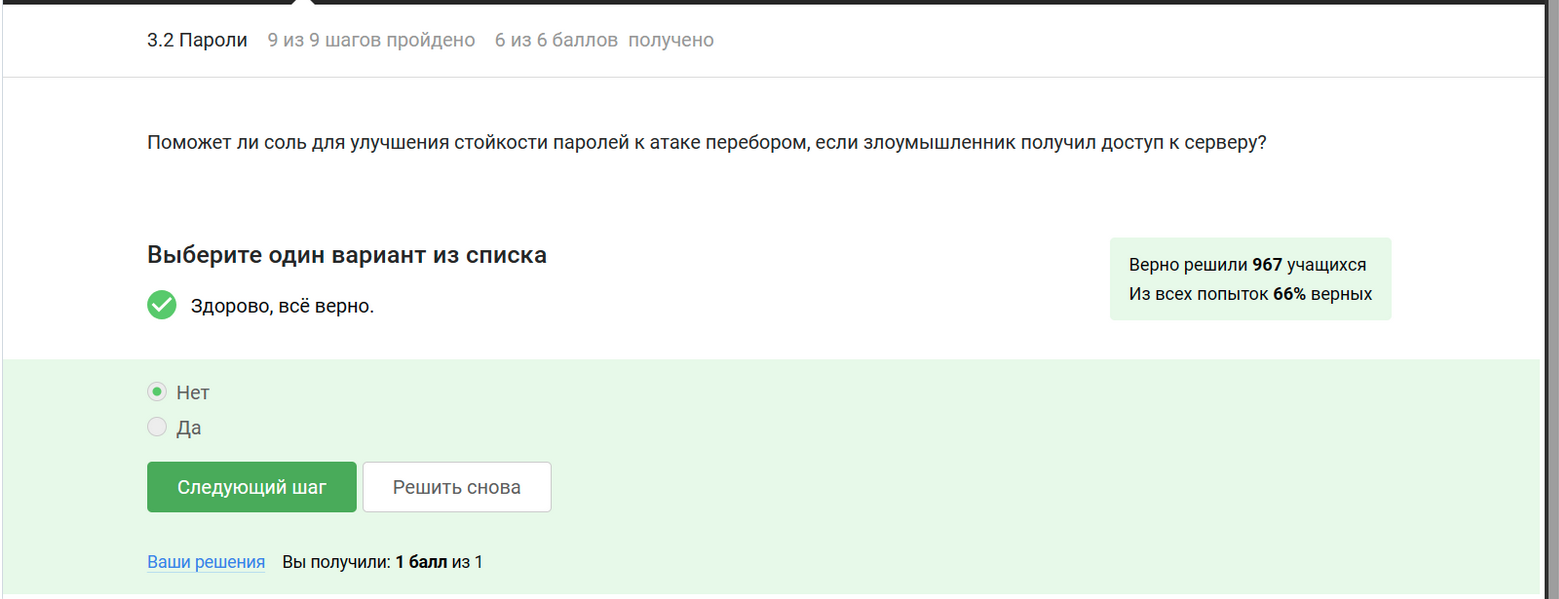 3.2 Пароли 9 из 9 шагов пройдено 6 из 6 баллов получено
Поможет ли соль для улучшения стойкости паролей к атаке перебором, если злоумышленник получил доступ к серверу?
Выберите один вариант из списка
Здорово, всё верно.
Верно решили 967 учащихся
Из всех попыток 66% верных
Нет
Да
Следующий шаг Решить снова
Ваши решения Вы получили: 1 балл из 1